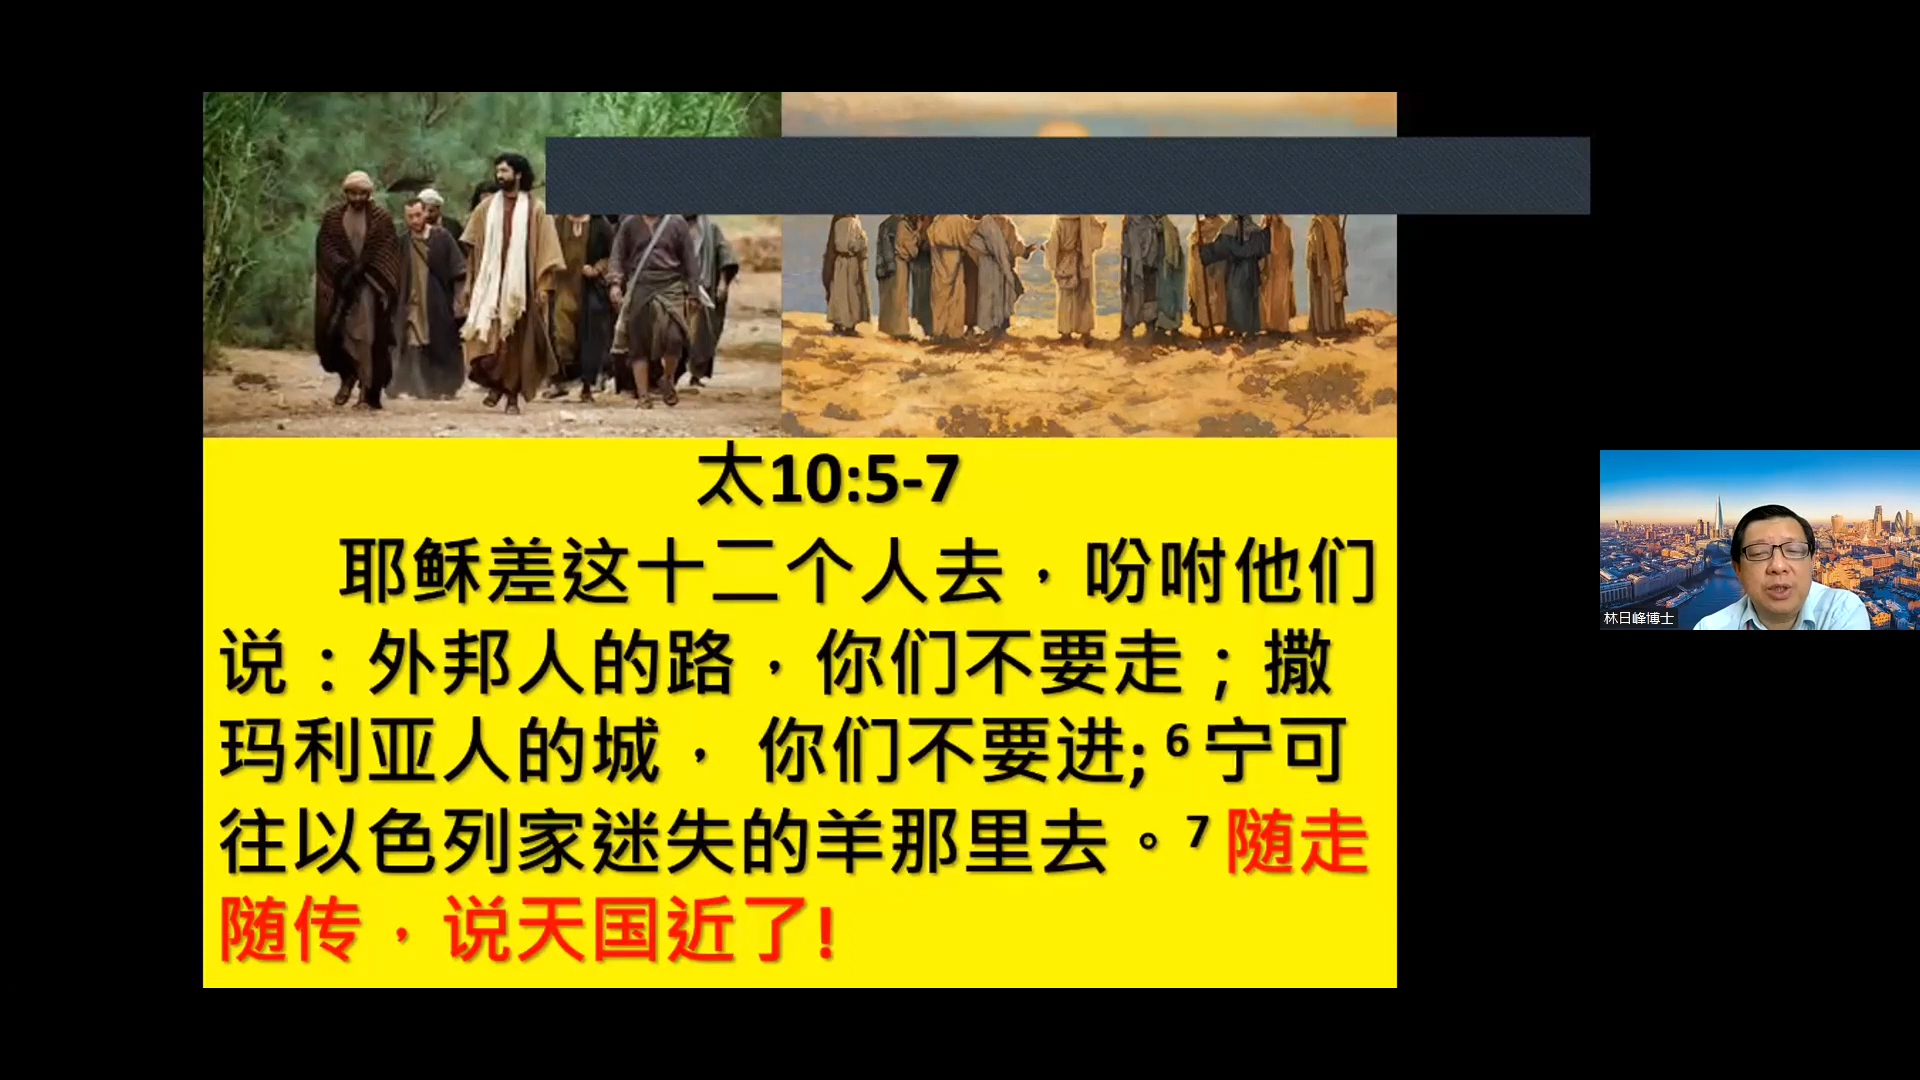 太10:5-7
耶稣差这十二个人去，吩咐他们
说：外邦人的路，你们不要走；撒
玛利亚人的城， 你们不要进; 6 宁可
往以色列家迷失的羊那里去。7 随走
随传，说天国近了!
林日峰博士